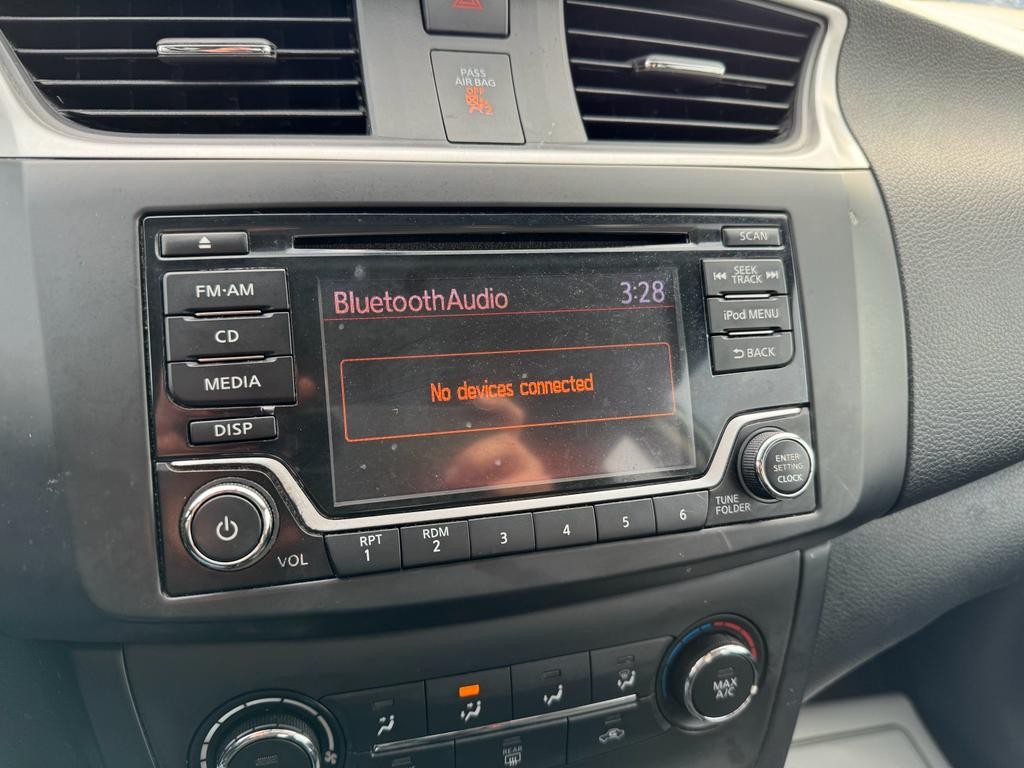 PASS
AIR BAG
OFF
2
SCAN
FM·AM
CD
MEDIA
DISP
BluetoothAudio 3:28
No devices connected
SEEK
TRACK
iPod MENU
BACK
ENTER
SETTING
CLOCK
TUNE
FOLDER
VOL
RPT
1
RDM
2
3
4
5
6
MAX
A/C
REAR